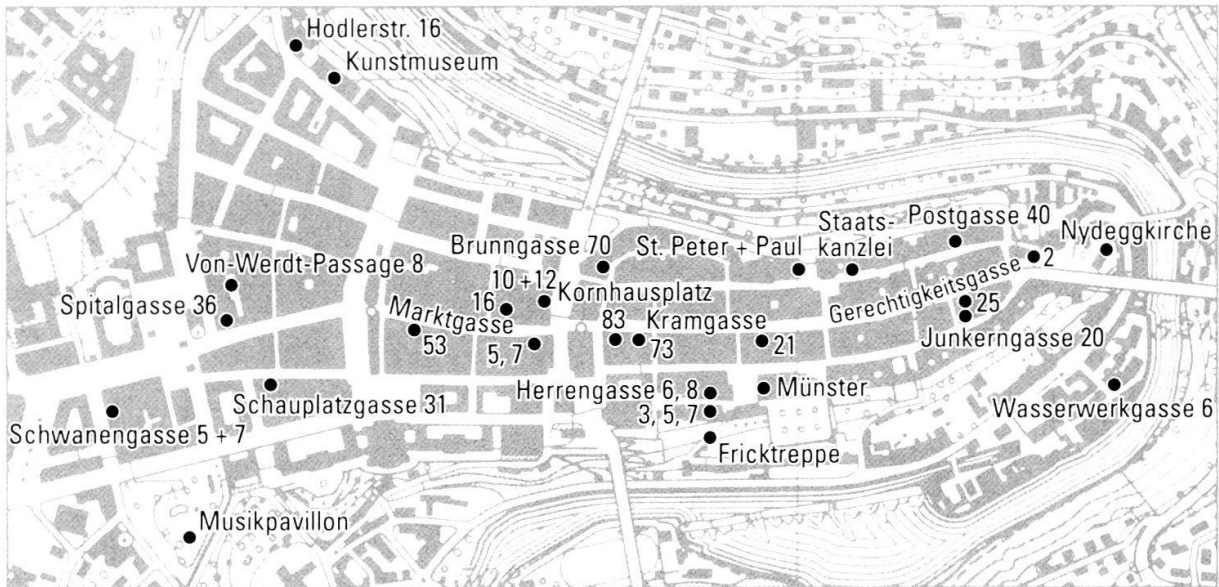 Hodlerstr. 16
Kunstmuseum
Postgasse 40
Staats-
kanzlei
Nydeggkirche
Brunngasse 70
St. Peter + Paul
2
Von-Werdt-Passage 8
10 + 12
Kornhausplatz
Gerechtigkeitsgasse
Spitalgasse 36
16
25
Marktgasse
83
Kramgasse
Junkerngasse 20
53
5, 7
73
21
Herrengasse 6, 8
Münster
Schauplatzgasse 31
3, 5, 7
Wasserwerkgasse 6
Schwanengasse 5 + 7
Fricktreppe
Musikpavillon